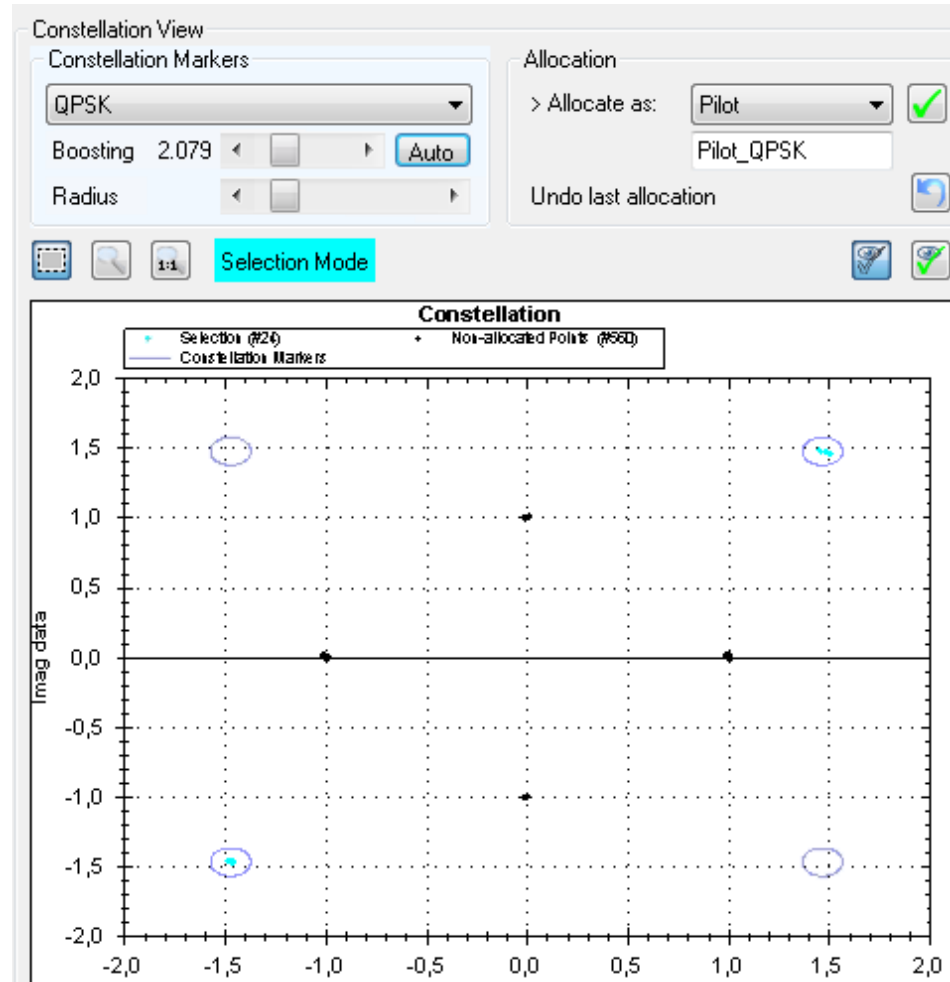 Constellation View
Constellation Markers
QPSK
Boosting 2.079
Auto
Radius
Allocation
> Allocate as: Pilot
Pilot_QPSK
Undo last allocation
1:1
Selection Mode
Constellation
Selection (#24)
Non-allocated Points (#560)
Constellation Markers
Imag data
2,0
1,5
1,0
0,5
0,0
-0,5
-1,0
-1,5
-2,0
-2,0 -1,5 -1,0 -0,5 0,0 0,5 1,0 1,5 2,0